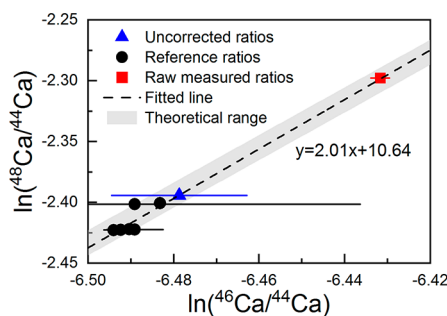 Uncorrected ratios
Reference ratios
Raw measured ratios
Fitted line
Theoretical range
y=2.01x+10.64
ln(⁴⁸Ca/⁴⁴Ca)
-2.25
-2.30
-2.35
-2.40
-2.45
-6.50
-6.48
-6.46
-6.44
-6.42
ln(⁴⁶Ca/⁴⁴Ca)